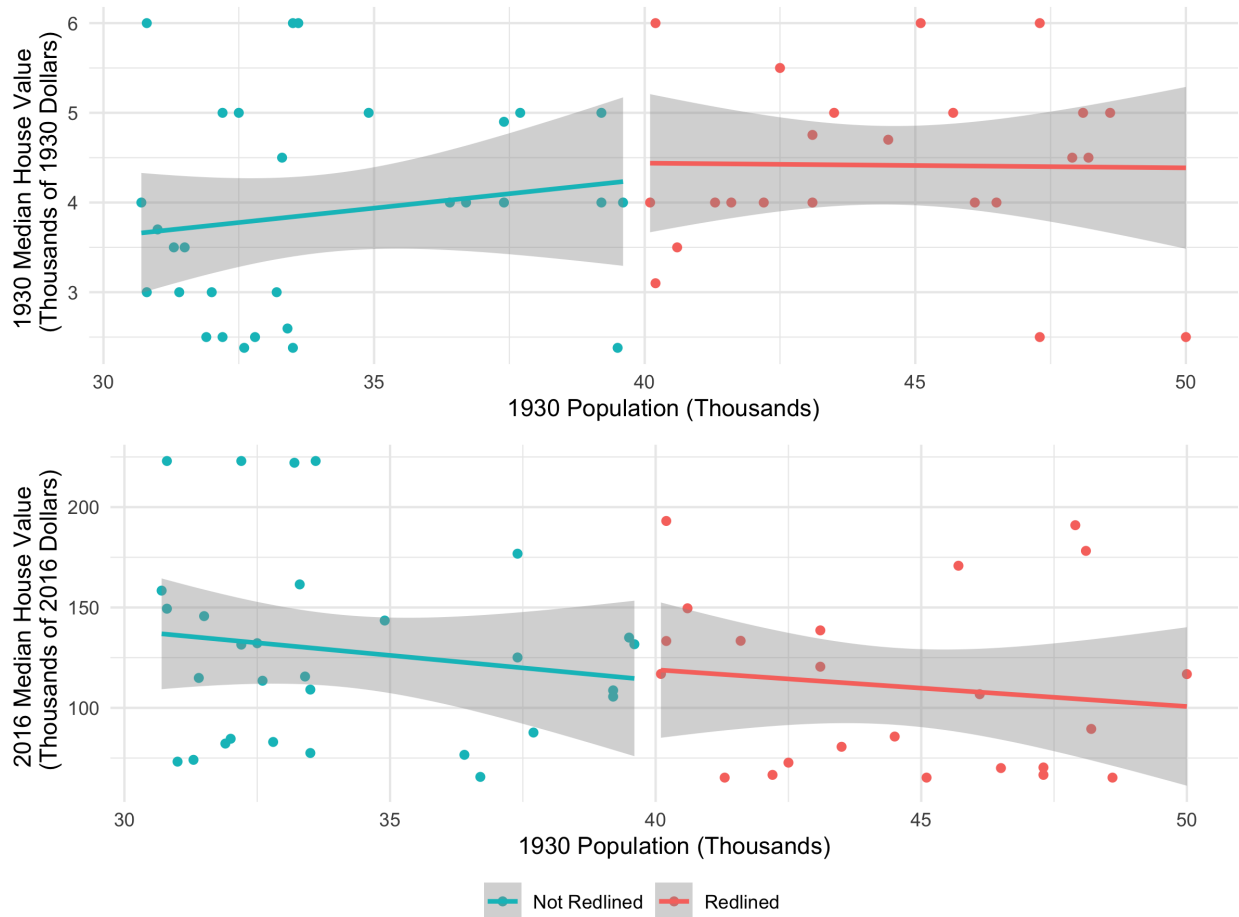 1930 Median House Value
(Thousands of 1930 Dollars)
6
5
4
3
30 35 40 45 50
1930 Population (Thousands)
2016 Median House Value
(Thousands of 2016 Dollars)
200
150
100
30 35 40 45 50
1930 Population (Thousands)
Not Redlined Redlined